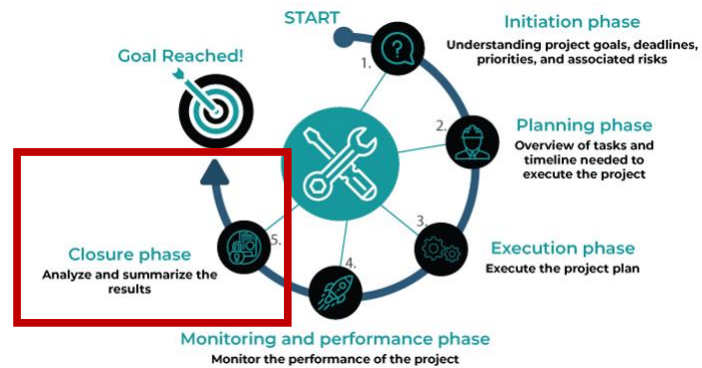 START
1.
Initiation phase
Understanding project goals, deadlines,
priorities, and associated risks
2.
Planning phase
Overview of tasks and
timeline needed to
execute the project
3.
Execution phase
Execute the project plan
4.
Monitoring and performance phase
Monitor the performance of the project
5.
Closure phase
Analyze and summarize the
results
Goal Reached!
?